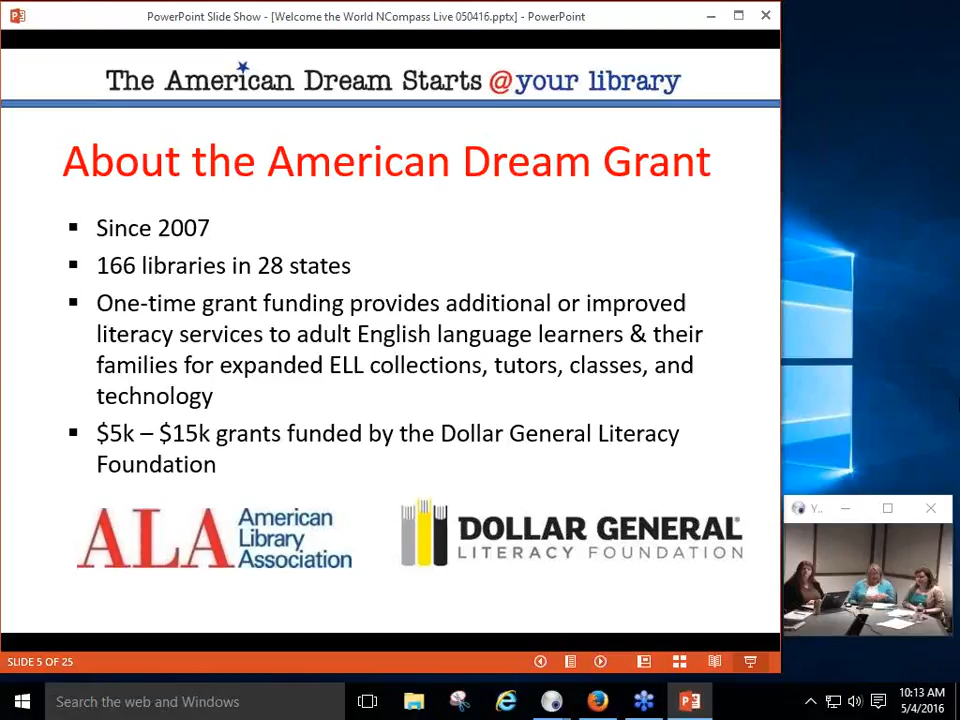 PowerPoint Slide Show - [Welcome the World NCompass Live 050416.pptx] - PowerPoint
The American Dream Starts @your library
About the American Dream Grant
▪ Since 2007
▪ 166 libraries in 28 states
▪ One-time grant funding provides additional or improved
literacy services to adult English language learners & their
families for expanded ELL collections, tutors, classes, and
technology
▪ $5k – $15k grants funded by the Dollar General Literacy
Foundation
ALA American
Library
Association
DOLLAR GENERAL®
LITERACY FOUNDATION
Y...
SLIDE 5 OF 25
Search the web and Windows
10:13 AM
5/4/2016